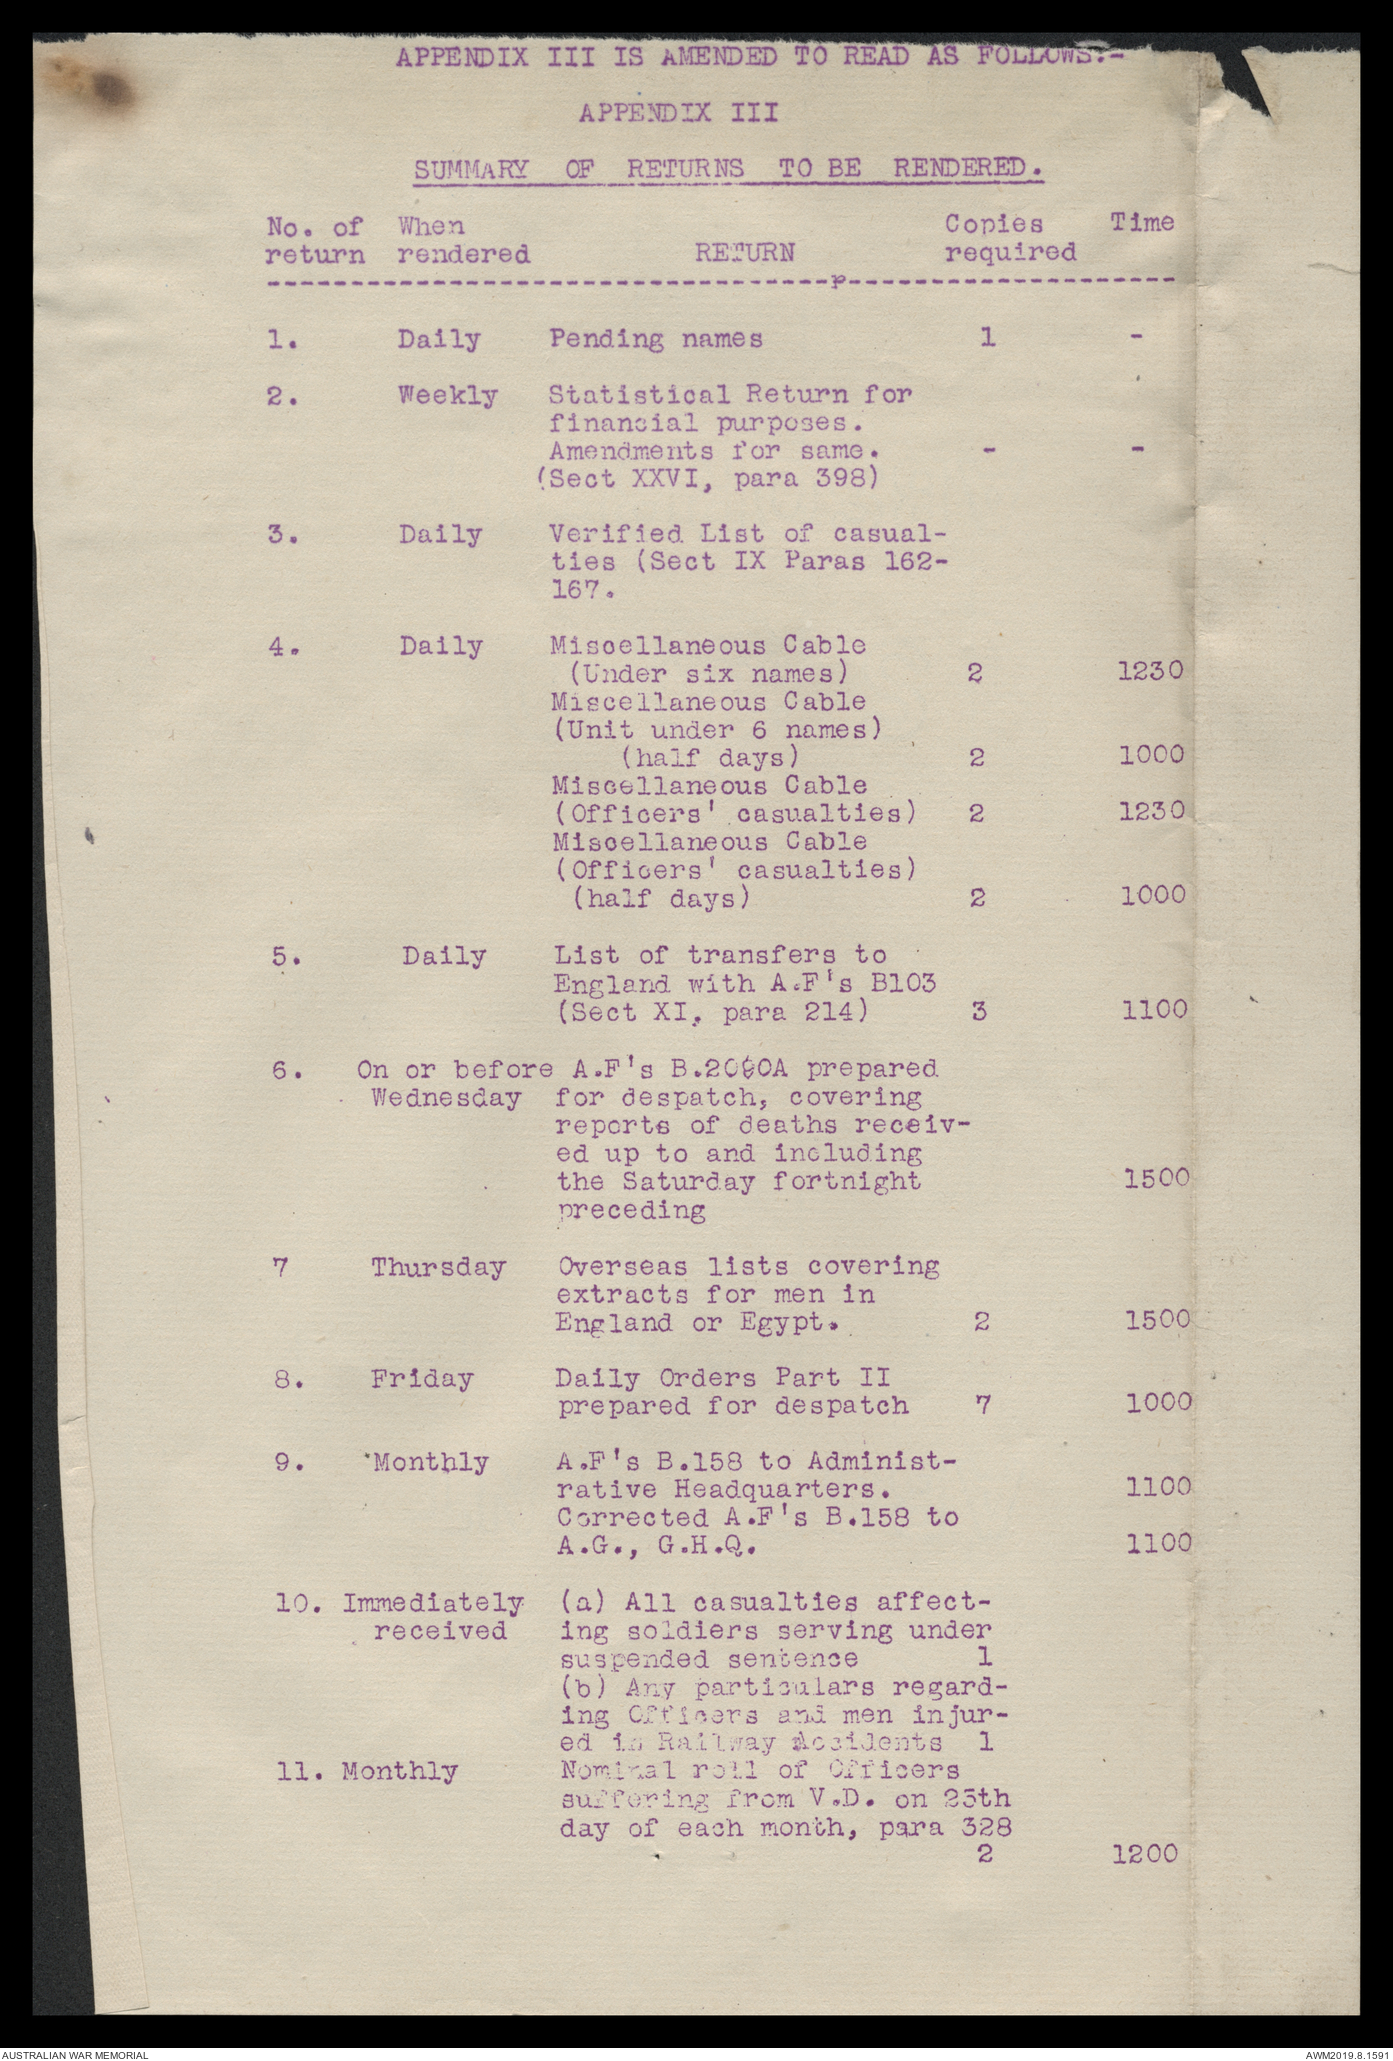 APPENDIX III IS AMENDED TO READ AS FOLLOWS:-
APPENDIX III
SUMMARY OF RETURNS TO BE RENDERED.
No. of When Copies Time
return rendered RETURN required
----------------------------------p--------------------
1. Daily Pending names 1 -
2. Weekly Statistical Return for
financial purposes.
Amendments for same. - -
(Sect XXVI, para 398)
3. Daily Verified List of casual-
ties (Sect IX Paras 162-
167.
4. Daily Miscellaneous Cable
(Under six names) 2 1230
Miscellaneous Cable
(Unit under 6 names)
(half days) 2 1000
Miscellaneous Cable
(Officers' casualties) 2 1230
Miscellaneous Cable
(Officers' casualties)
(half days) 2 1000
5. Daily List of transfers to
England with A.F's B103
(Sect XI, para 214) 3 1100
6. On or before A.F's prepared
Wednesday for despatch, covering
reports of deaths receiv-
ed up to and including
the Saturday fortnight 1500
preceding
7 Thursday Overseas lists covering
extracts for men in
England or Egypt. 2 1500
8. Friday Daily Orders Part II
prepared for despatch 7 1000
9. Monthly A.F's B.158 to Administ-
rative Headquarters. 1100
Corrected A.F's B.158 to
A.G., G.H.Q. 1100
10. Immediately (a) All casualties affect-
received ing soldiers serving under
suspended sentence 1
(b) Any particulars regard-
ing Officers and men injur-
ed in Railway Accidents 1
11. Monthly Nominal roll of Officers
suffering from V.D. on 25th
day of each month, para 328
2 1200
AUSTRALIAN WAR MEMORIAL AWM2019.8.1591